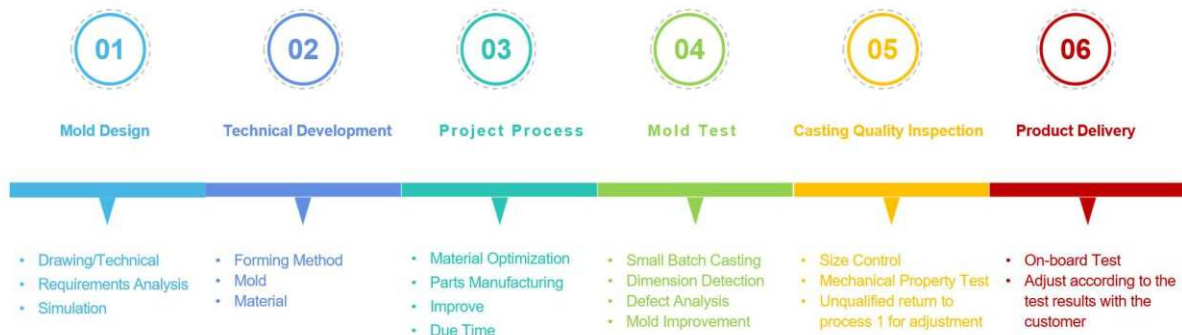 01
Mold Design
• Drawing/Technical
• Requirements Analysis
• Simulation
02
Technical Development
• Forming Method
• Mold
• Material
03
Project Process
• Material Optimization
• Parts Manufacturing
• Improve
• Due Time
04
Mold Test
• Small Batch Casting
• Dimension Detection
• Defect Analysis
• Mold Improvement
05
Casting Quality Inspection
• Size Control
• Mechanical Property Test
• Unqualified return to
process 1 for adjustment
06
Product Delivery
• On-board Test
• Adjust according to the
test results with the
customer